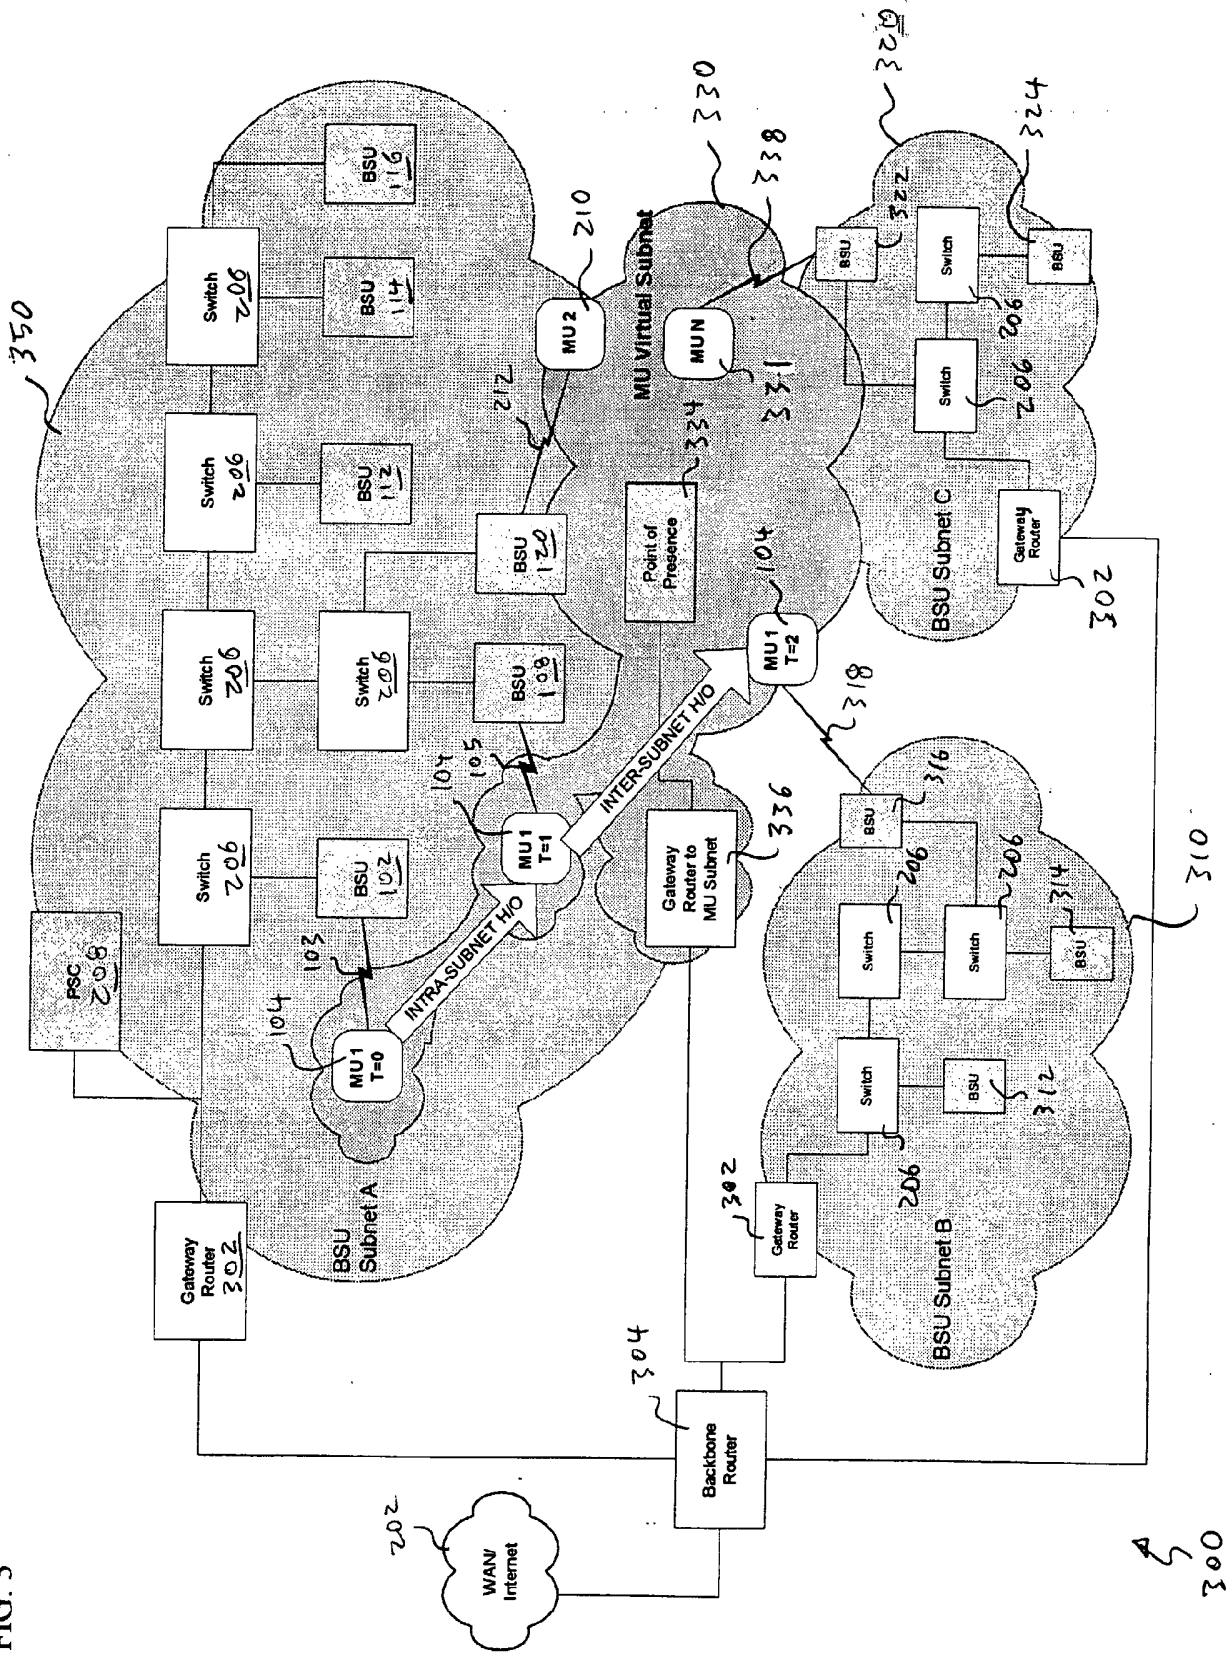 FIG. 3
350
PSC
208
Switch
206
Switch
206
Switch
206
Switch
206
BSU
102
BSU
112
BSU
114
BSU
116
Switch
206
Gateway
Router
302
BSU
Subnet A
104
MU 1
T=0
103
INTRA-SUBNET H/O
104
MU 1
T=1
105
BSU
108
BSU
120
212
MU 2
210
INTER-SUBNET H/O
MU Virtual Subnet
330
Point of
Presence
334
MU N
331
338
MU 1
T=2
104
318
Gateway
Router to
MU Subnet
336
WAN/
Internet
202
Backbone
Router
304
Gateway
Router
302
BSU Subnet B
310
Switch
206
Switch
206
Switch
206
BSU
312
BSU
314
BSU
316
BSU Subnet C
320
Gateway
Router
302
Switch
206
Switch
206
BSU
322
BSU
324
300